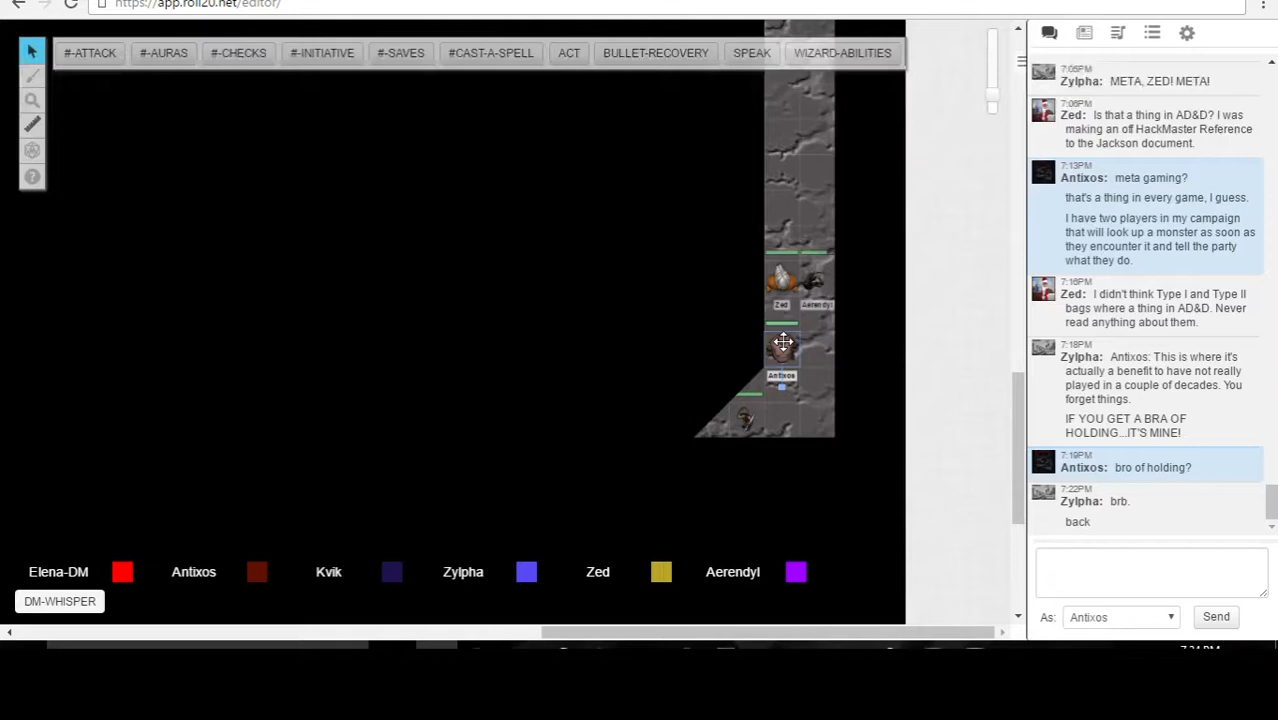 https://app.roll20.net/editor/
#-ATTACK
#-AURAS
#-CHECKS
#-INITIATIVE
#-SAVES
#CAST-A-SPELL
ACT
BULLET-RECOVERY
SPEAK
WIZARD-ABILITIES
Zed
Aerendyl
Antixos
Elena-DM
Antixos
Kvik
Zylpha
Zed
Aerendyl
DM-WHISPER
7:05PM
Zylpha: META, ZED! META!
7:06PM
Zed: Is that a thing in AD&D? I was
making an off HackMaster Reference
to the Jackson document.
7:13PM
Antixos: meta gaming?
that's a thing in every game, I guess.
I have two players in my campaign
that will look up a monster as soon as
they encounter it and tell the party
what they do.
7:16PM
Zed: I didn't think Type I and Type II
bags where a thing in AD&D. Never
read anything about them.
7:18PM
Zylpha: Antixos: This is where it's
actually a benefit to have not really
played in a couple of decades. You
forget things.
IF YOU GET A BRA OF
HOLDING...IT'S MINE!
7:19PM
Antixos: bro of holding?
7:22PM
Zylpha: brb.
back
As: Antixos
Send